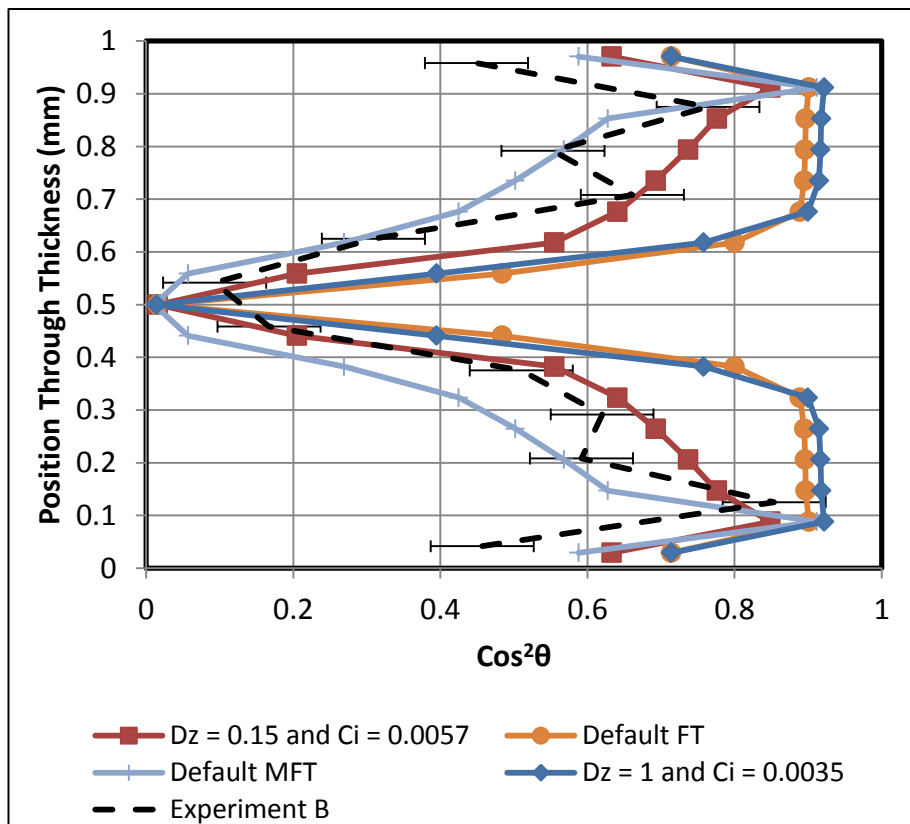 1
0.9
0.8
0.7
0.6
0.5
0.4
0.3
0.2
0.1
0
Position Through Thickness (mm)
0 0.2 0.4 0.6 0.8 1
Cos²θ
Dz = 0.15 and Ci = 0.0057 Default FT
Default MFT Dz = 1 and Ci = 0.0035
Experiment B